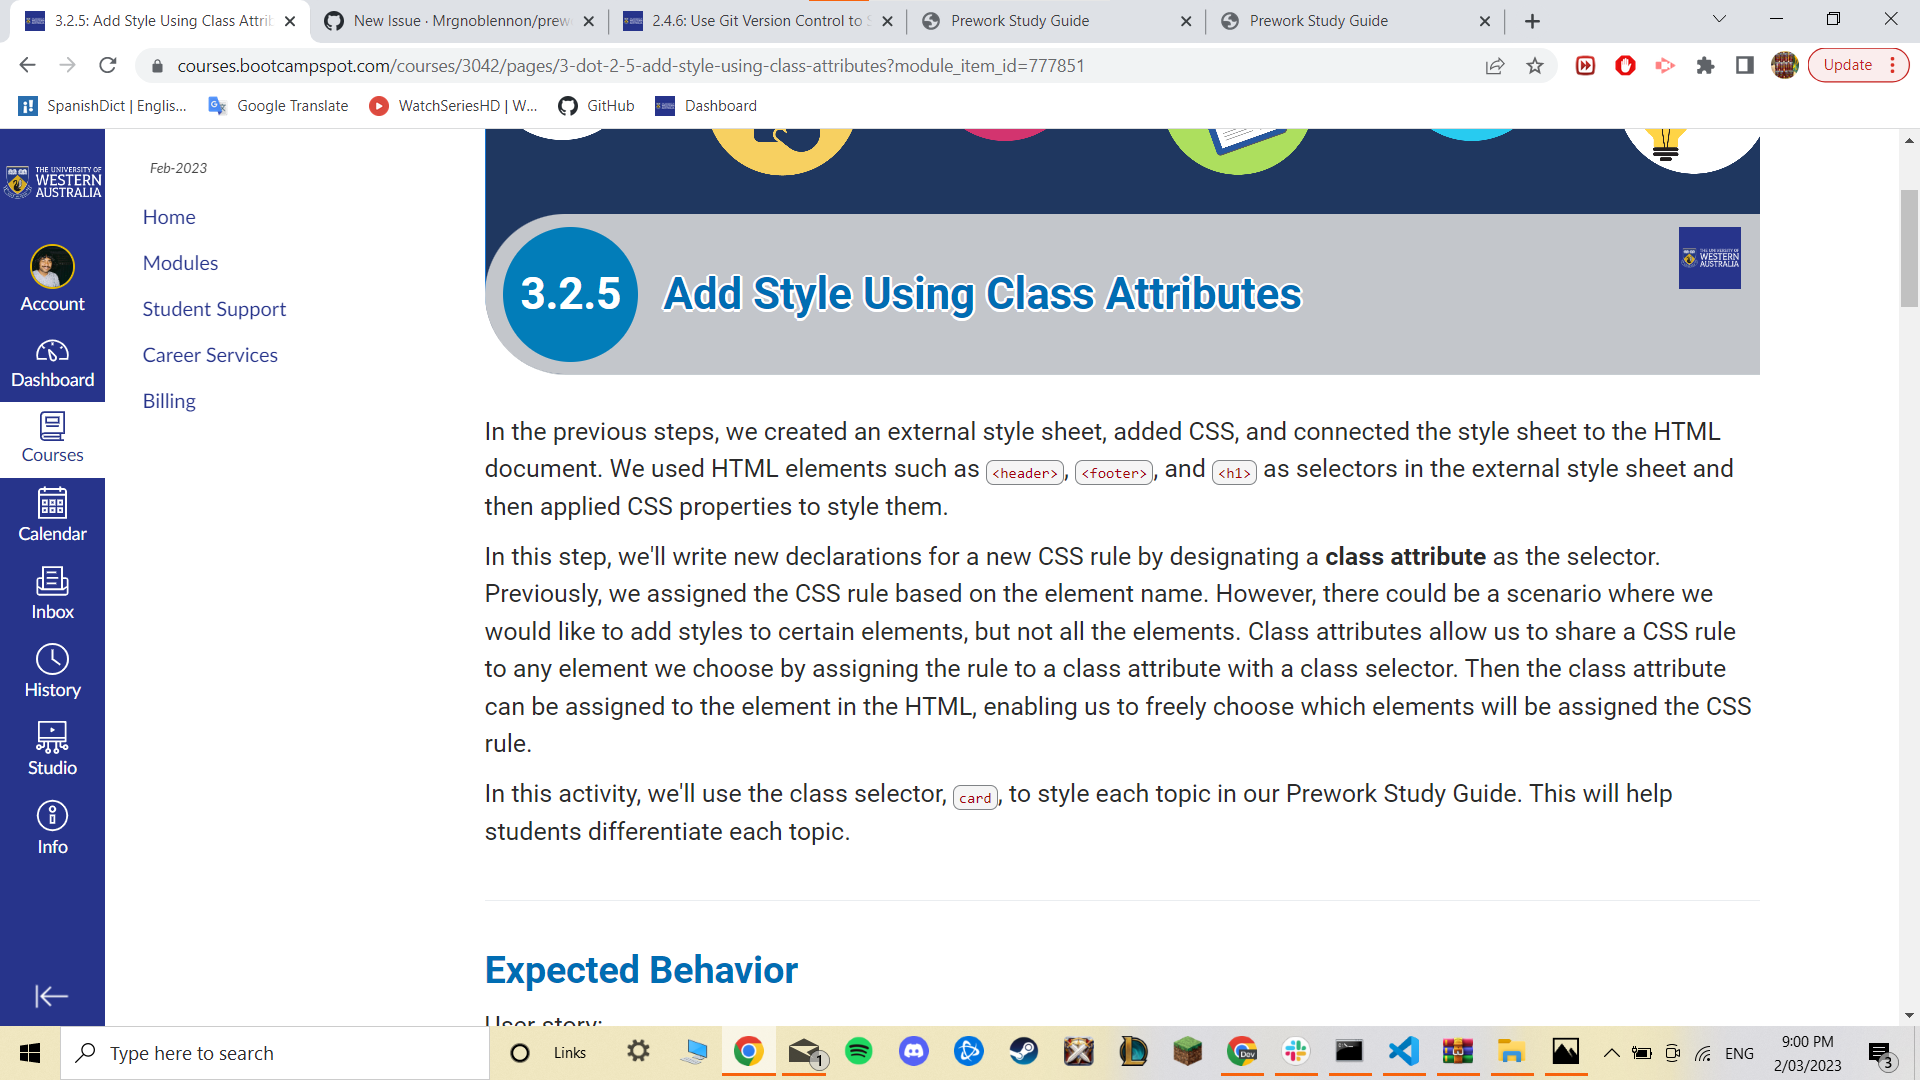 3.2.5: Add Style Using Class Attrib
New Issue · Mrgnoblennon/prew
2.4.6: Use Git Version Control to S
Prework Study Guide
Prework Study Guide
courses.bootcampspot.com/courses/3042/pages/3-dot-2-5-add-style-using-class-attributes?module_item_id=777851
Update
SpanishDict | Englis...
Google Translate
WatchSeriesHD | W...
GitHub
Dashboard
THE UNIVERSITY OF
WESTERN
AUSTRALIA
Account
Dashboard
Courses
Calendar
Inbox
History
Studio
Info
Feb-2023
Home
Modules
Student Support
Career Services
Billing
3.2.5 Add Style Using Class Attributes
THE UNIVERSITY OF
WESTERN
AUSTRALIA
In the previous steps, we created an external style sheet, added CSS, and connected the style sheet to the HTML
document. We used HTML elements such as <header>, <footer>, and <h1> as selectors in the external style sheet and
then applied CSS properties to style them.
In this step, we'll write new declarations for a new CSS rule by designating a class attribute as the selector.
Previously, we assigned the CSS rule based on the element name. However, there could be a scenario where we
would like to add styles to certain elements, but not all the elements. Class attributes allow us to share a CSS rule
to any element we choose by assigning the rule to a class attribute with a class selector. Then the class attribute
can be assigned to the element in the HTML, enabling us to freely choose which elements will be assigned the CSS
rule.
In this activity, we'll use the class selector, card, to style each topic in our Prework Study Guide. This will help
students differentiate each topic.
Expected Behavior
User story:
Type here to search
Links
1
Dev
ENG
9:00 PM
2/03/2023
3